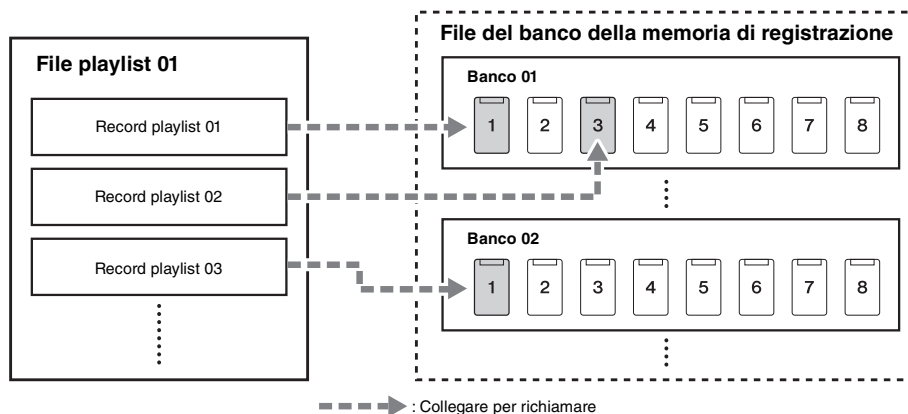 File playlist 01
Record playlist 01
Record playlist 02
Record playlist 03
File del banco della memoria di registrazione
Banco 01
1 2 3 4 5 6 7 8
Banco 02
1 2 3 4 5 6 7 8
: Collegare per richiamare